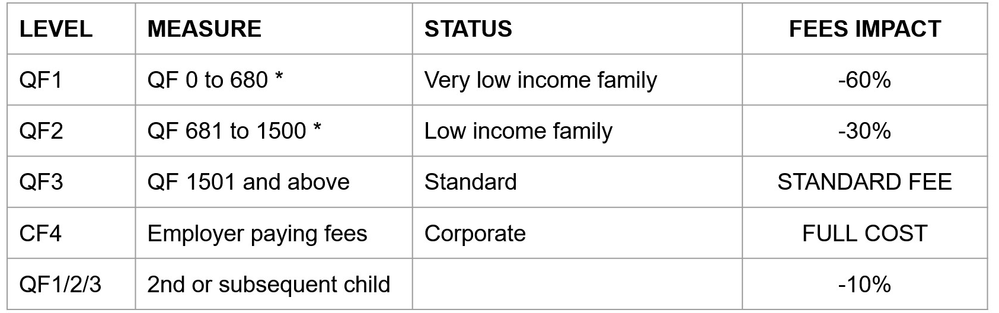 LEVEL MEASURE STATUS FEES IMPACT
QF1 QF 0 to 680 * Very low income family -60%
QF2 QF 681 to 1500 * Low income family -30%
QF3 QF 1501 and above Standard STANDARD FEE
CF4 Employer paying fees Corporate FULL COST
QF1/2/3 2nd or subsequent child -10%